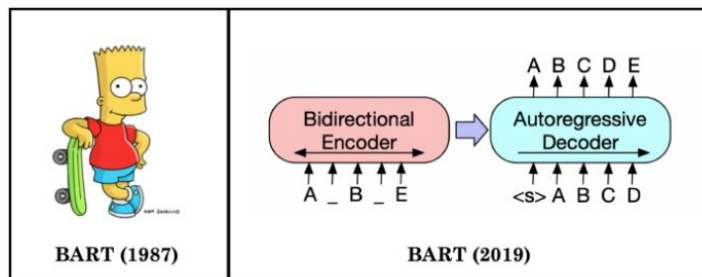 A B C D E
Bidirectional
Encoder
Autoregressive
Decoder
A _ B _ E
<s> A B C D
BART (1987)
BART (2019)